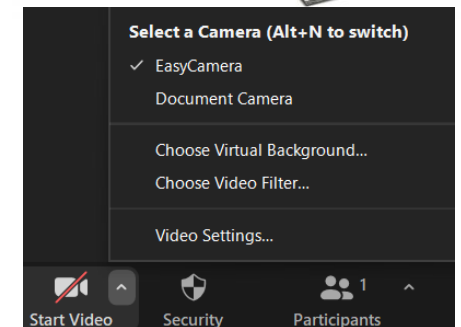 Select a Camera (Alt+N to switch)
✓ EasyCamera
Document Camera
Choose Virtual Background...
Choose Video Filter...
Video Settings...
1
Start Video Security Participants